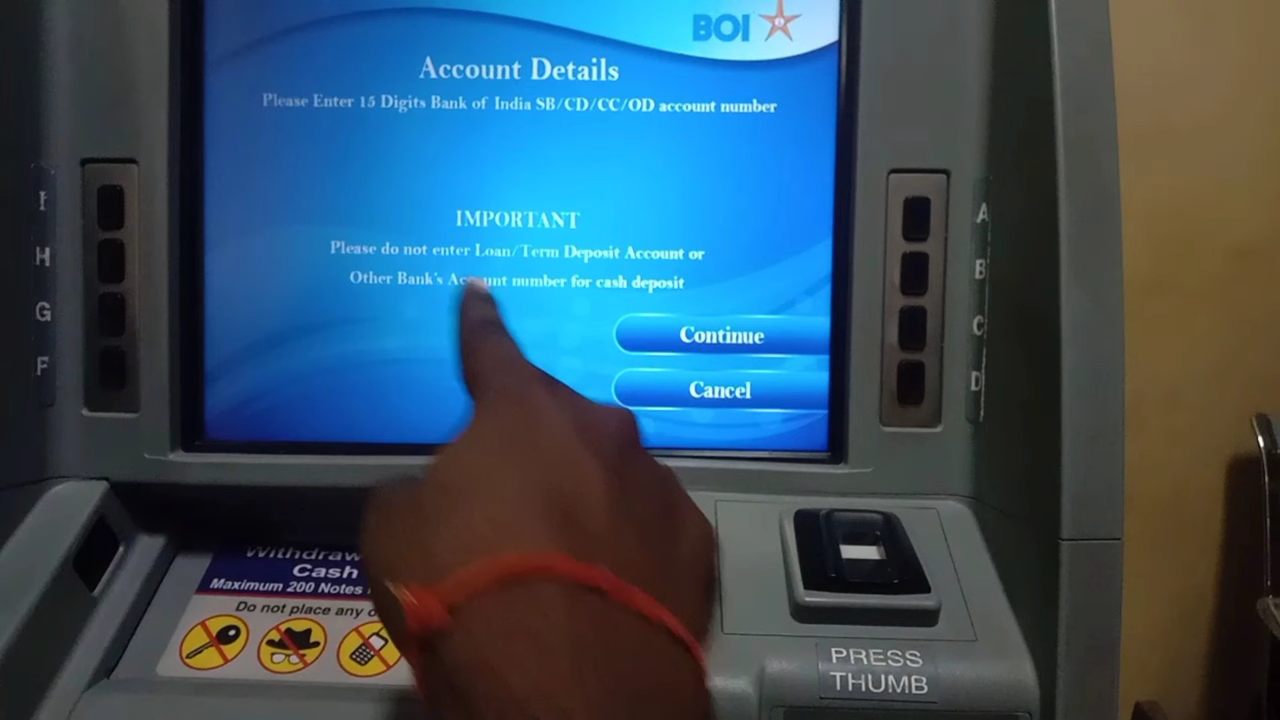 BOI
Account Details
Please Enter 15 Digits Bank of India SB/CD/CC/OD account number
IMPORTANT
Please do not enter Loan/Term Deposit Account or
Other Bank's Account number for cash deposit
Continue
Cancel
I
H
G
F
A
B
C
D
Cash
Maximum 200 Notes
Do not place any
PRESS
THUMB